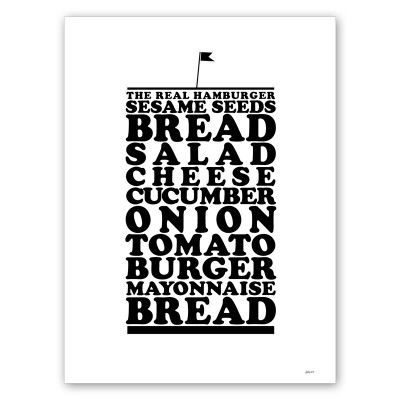 THE REAL HAMBURGER
SESAME SEEDS
BREAD
SALAD
CHEESE
CUCUMBER
ONION
TOMATO
BURGER
MAYONNAISE
BREAD